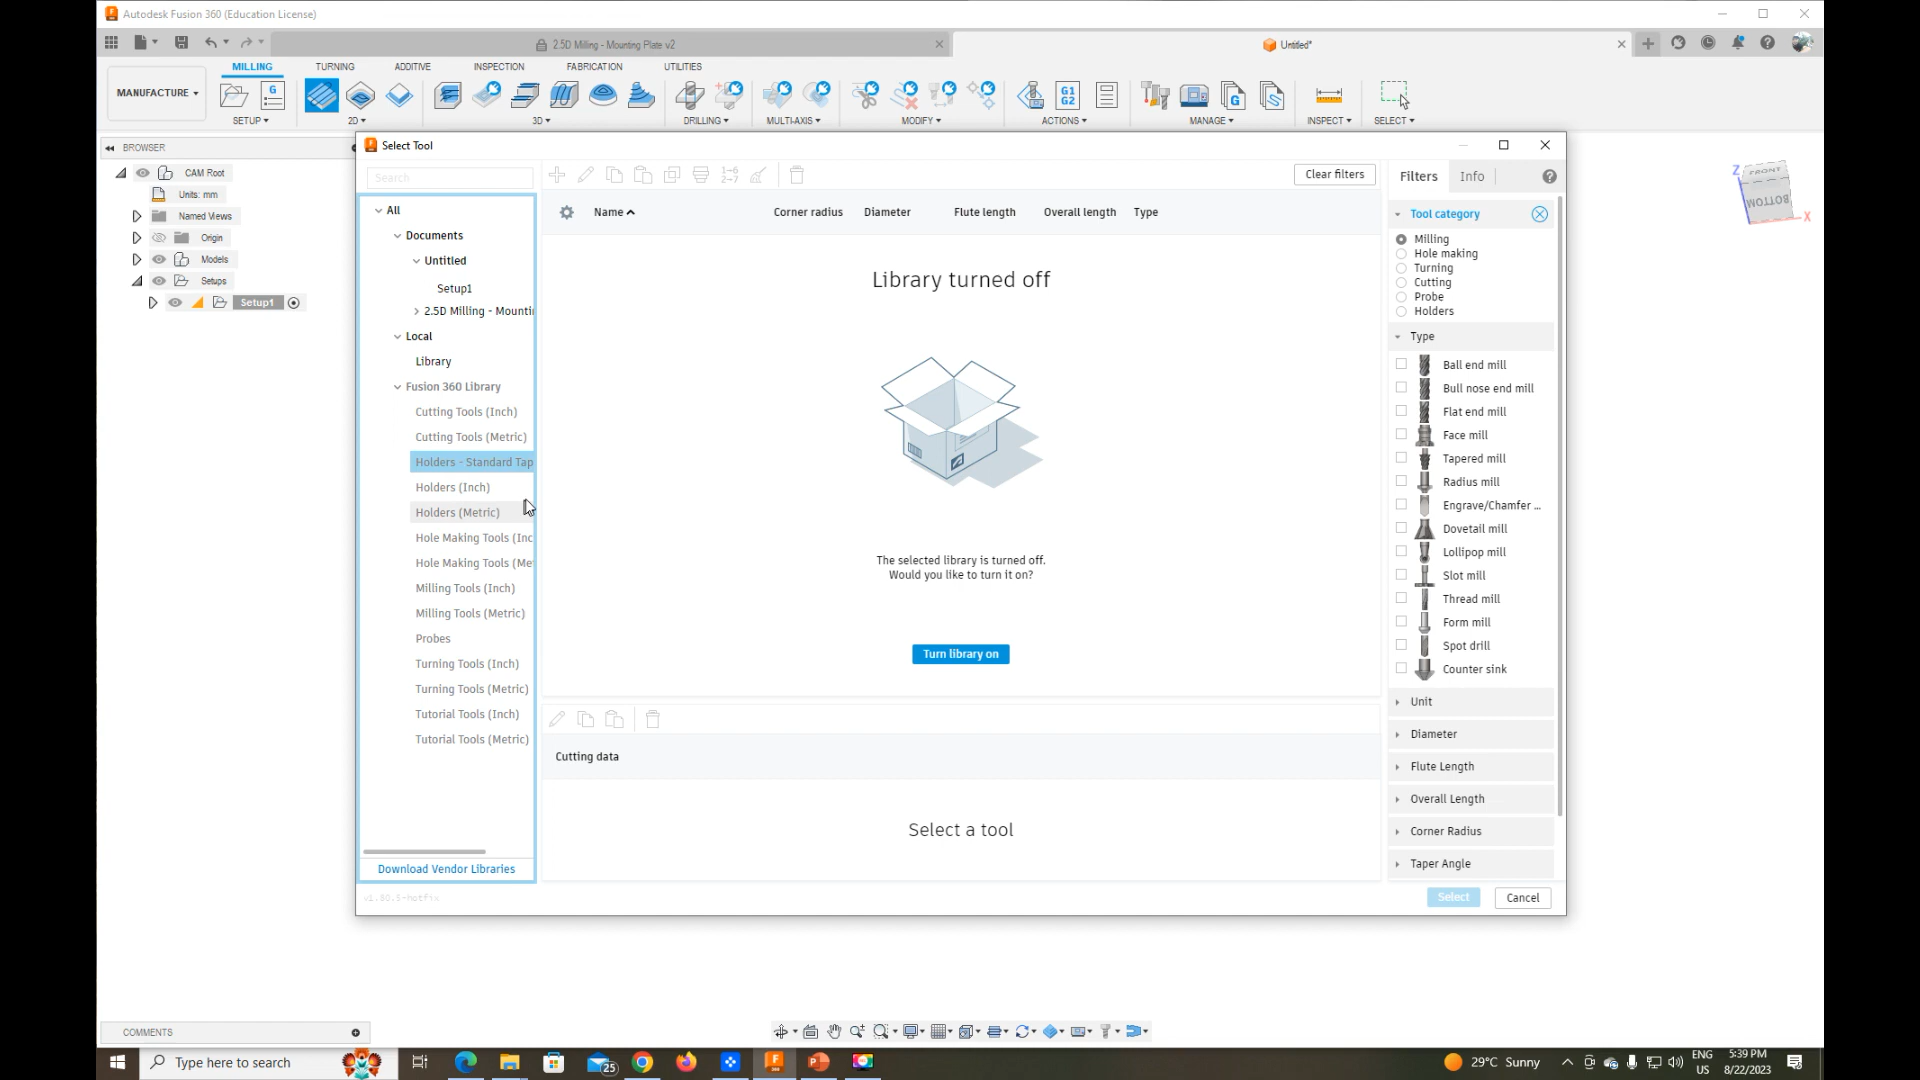 Autodesk Fusion 360 (Education License)
2.5D Milling - Mounting Plate v2
Untitled*
MILLING TURNING ADDITIVE INSPECTION FABRICATION UTILITIES
MANUFACTURE
G
G1
G2
SETUP 2D 3D DRILLING MULTI-AXIS MODIFY ACTIONS MANAGE INSPECT SELECT
BROWSER
CAM Root
Units: mm
Named Views
Origin
Models
Setups
Setup1
Select Tool
Search
Clear filters
All
Documents
Untitled
Setup1
2.5D Milling - Mountin
Local
Library
Fusion 360 Library
Cutting Tools (Inch)
Cutting Tools (Metric)
Holders - Standard Tap
Holders (Inch)
Holders (Metric)
Hole Making Tools (Inc
Hole Making Tools (Me
Milling Tools (Inch)
Milling Tools (Metric)
Probes
Turning Tools (Inch)
Turning Tools (Metric)
Tutorial Tools (Inch)
Tutorial Tools (Metric)
Download Vendor Libraries
v1.80.5-hotfix
Name Corner radius Diameter Flute length Overall length Type
Library turned off
The selected library is turned off.
Would you like to turn it on?
Turn library on
Cutting data
Select a tool
Filters Info
Tool category
Milling
Hole making
Turning
Cutting
Probe
Holders
Type
Ball end mill
Bull nose end mill
Flat end mill
Face mill
Tapered mill
Radius mill
Engrave/Chamfer ...
Dovetail mill
Lollipop mill
Slot mill
Thread mill
Form mill
Spot drill
Counter sink
Unit
Diameter
Flute Length
Overall Length
Corner Radius
Taper Angle
Select Cancel
Z
FRONT
BOTTOM
X
COMMENTS
Type here to search
25
29°C Sunny
ENG
US
5:39 PM
8/22/2023